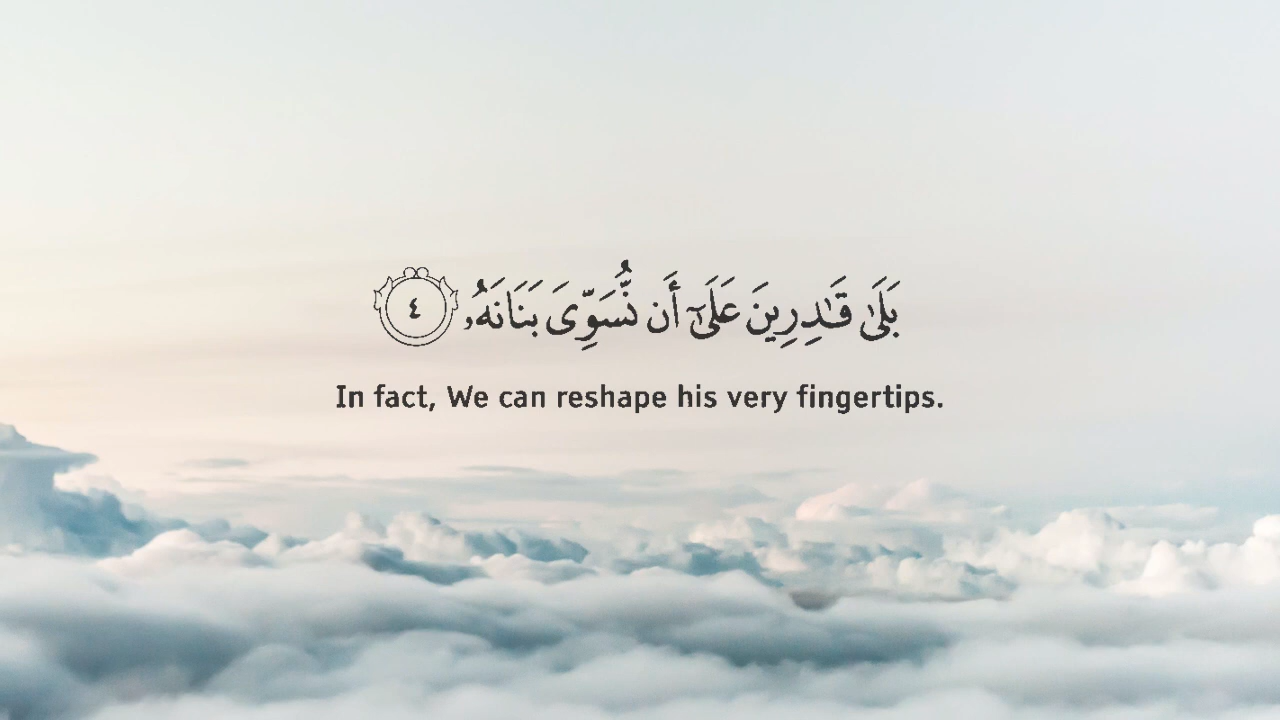 بَلَىٰ قَـٰدِرِينَ عَلَىٰٓ أَن نُّسَوِّىَ بَنَانَهُۥ ٤
In fact, We can reshape his very fingertips.